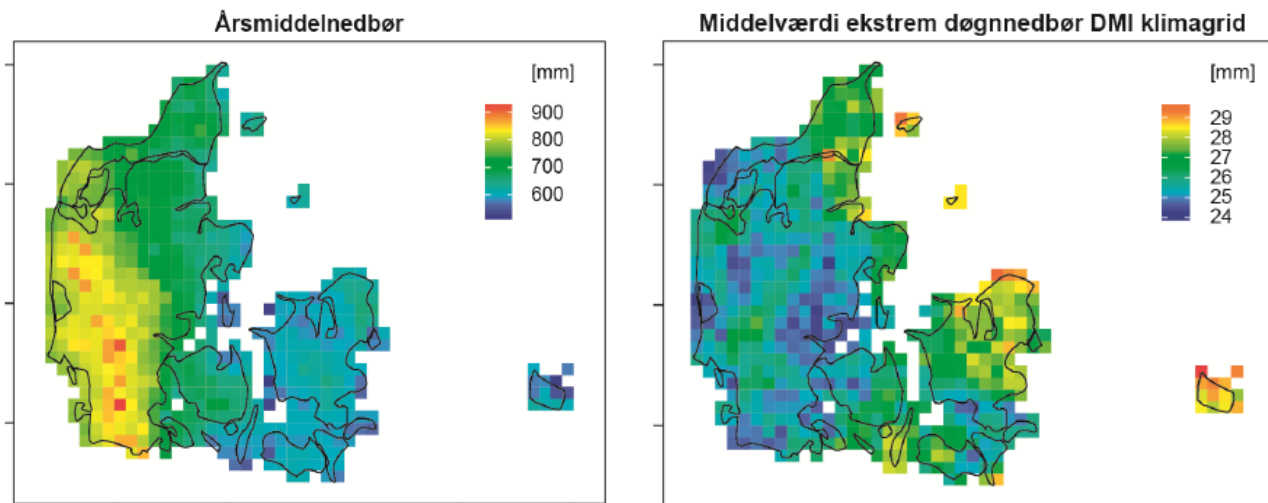 Årsmiddelnedbør
[mm]
900
800
700
600
Middelværdi ekstrem døgnnedbør DMI klimagrid
[mm]
29
28
27
26
25
24